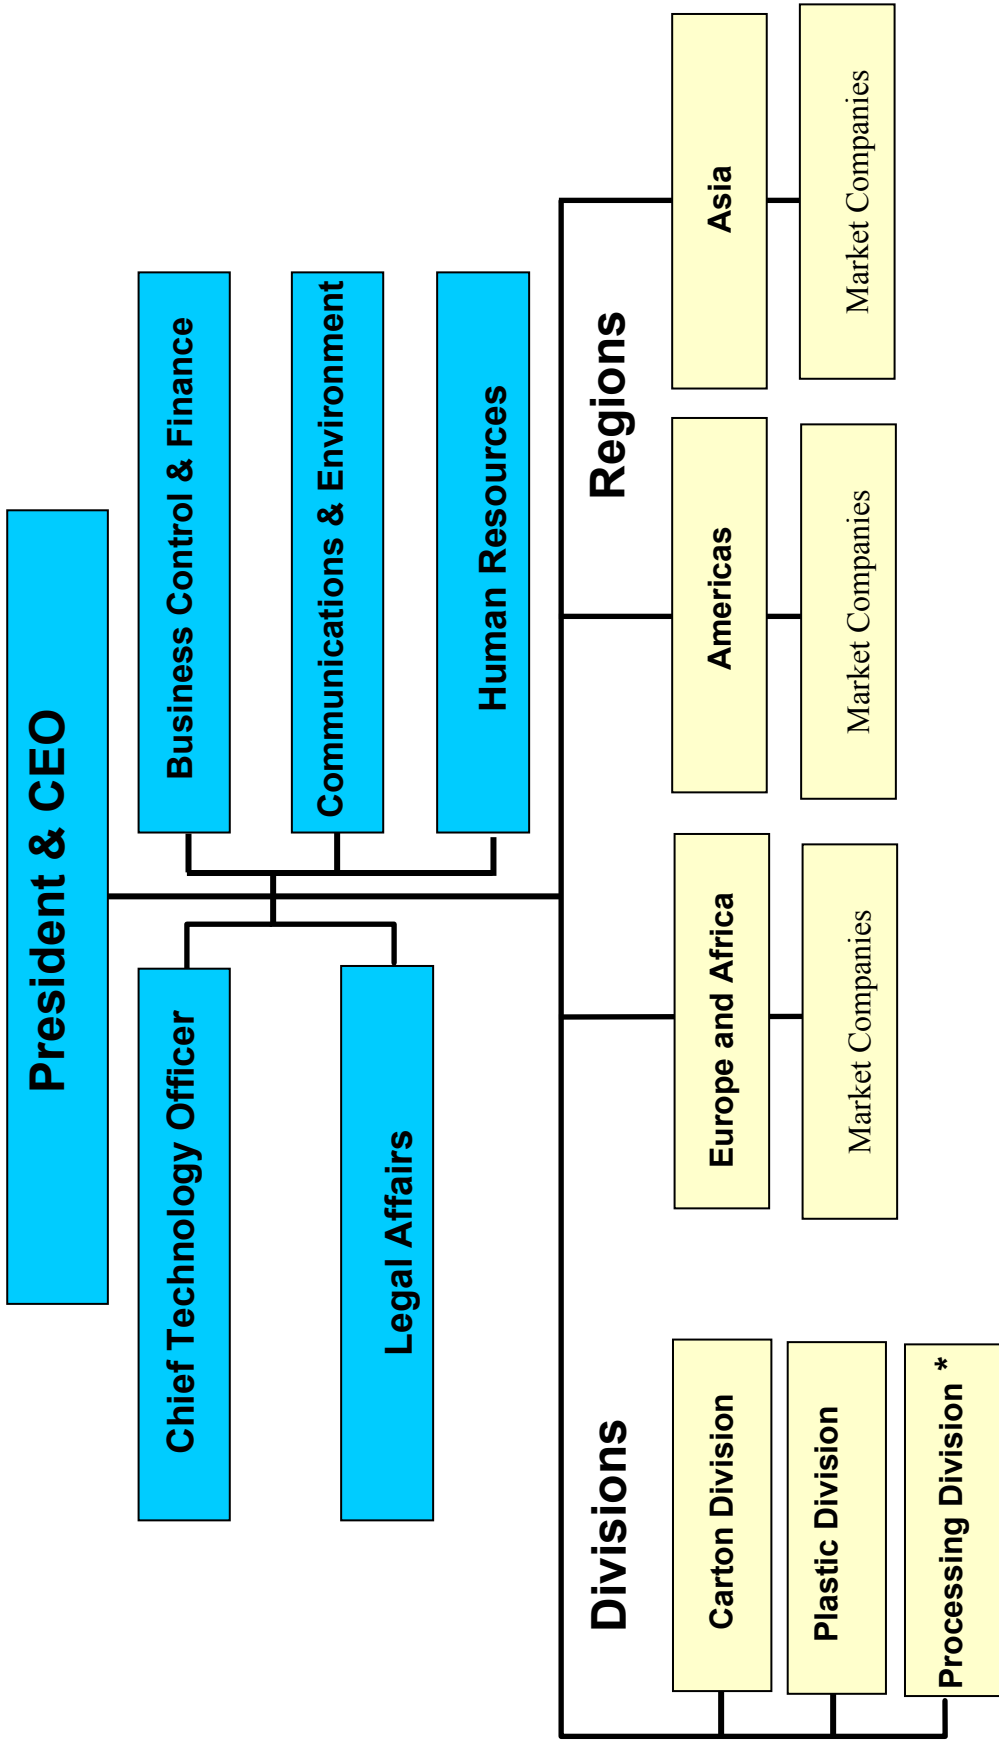 President & CEO
Chief Technology Officer
Business Control & Finance
Legal Affairs
Communications & Environment
Human Resources
Divisions
Regions
Carton Division
Europe and Africa
Americas
Asia
Plastic Division
Market Companies
Market Companies
Market Companies
Processing Division *